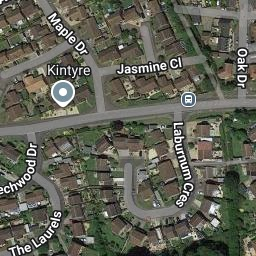 Maple Dr
Kintyre
Jasmine Cl
Oak Dr
echwood Dr
Laburnum Cres
The Laurels